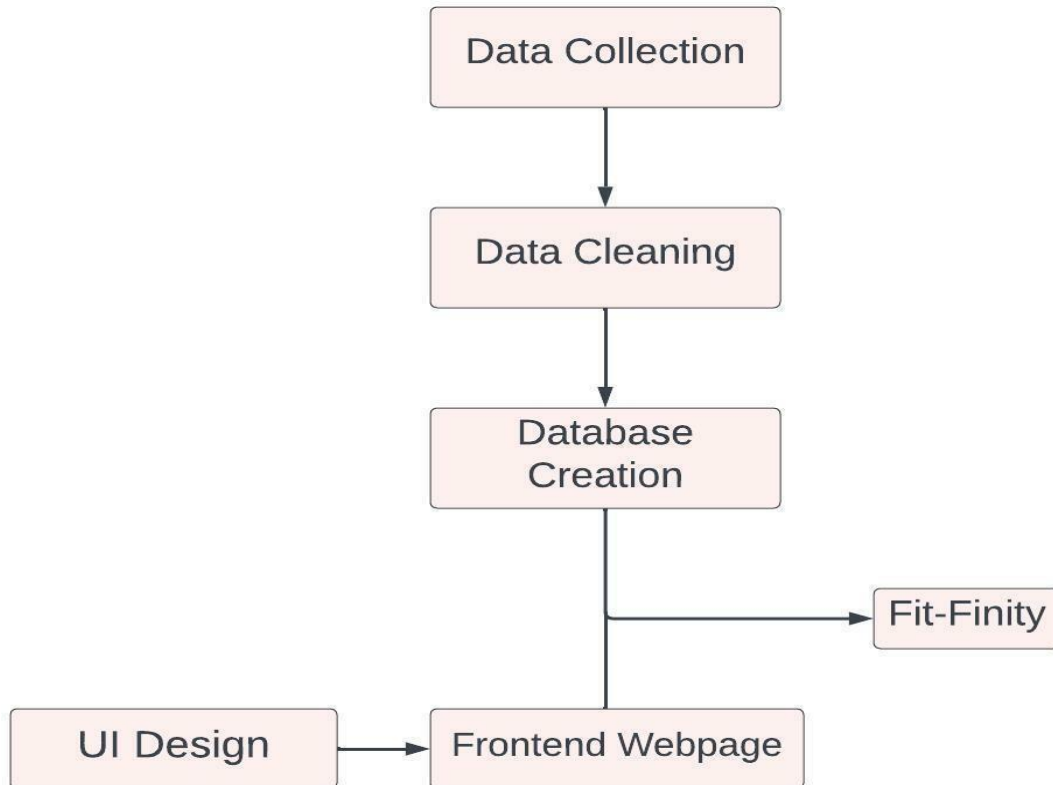 Data Collection
Data Cleaning
Database
Creation
Fit-Finity
UI Design
Frontend Webpage